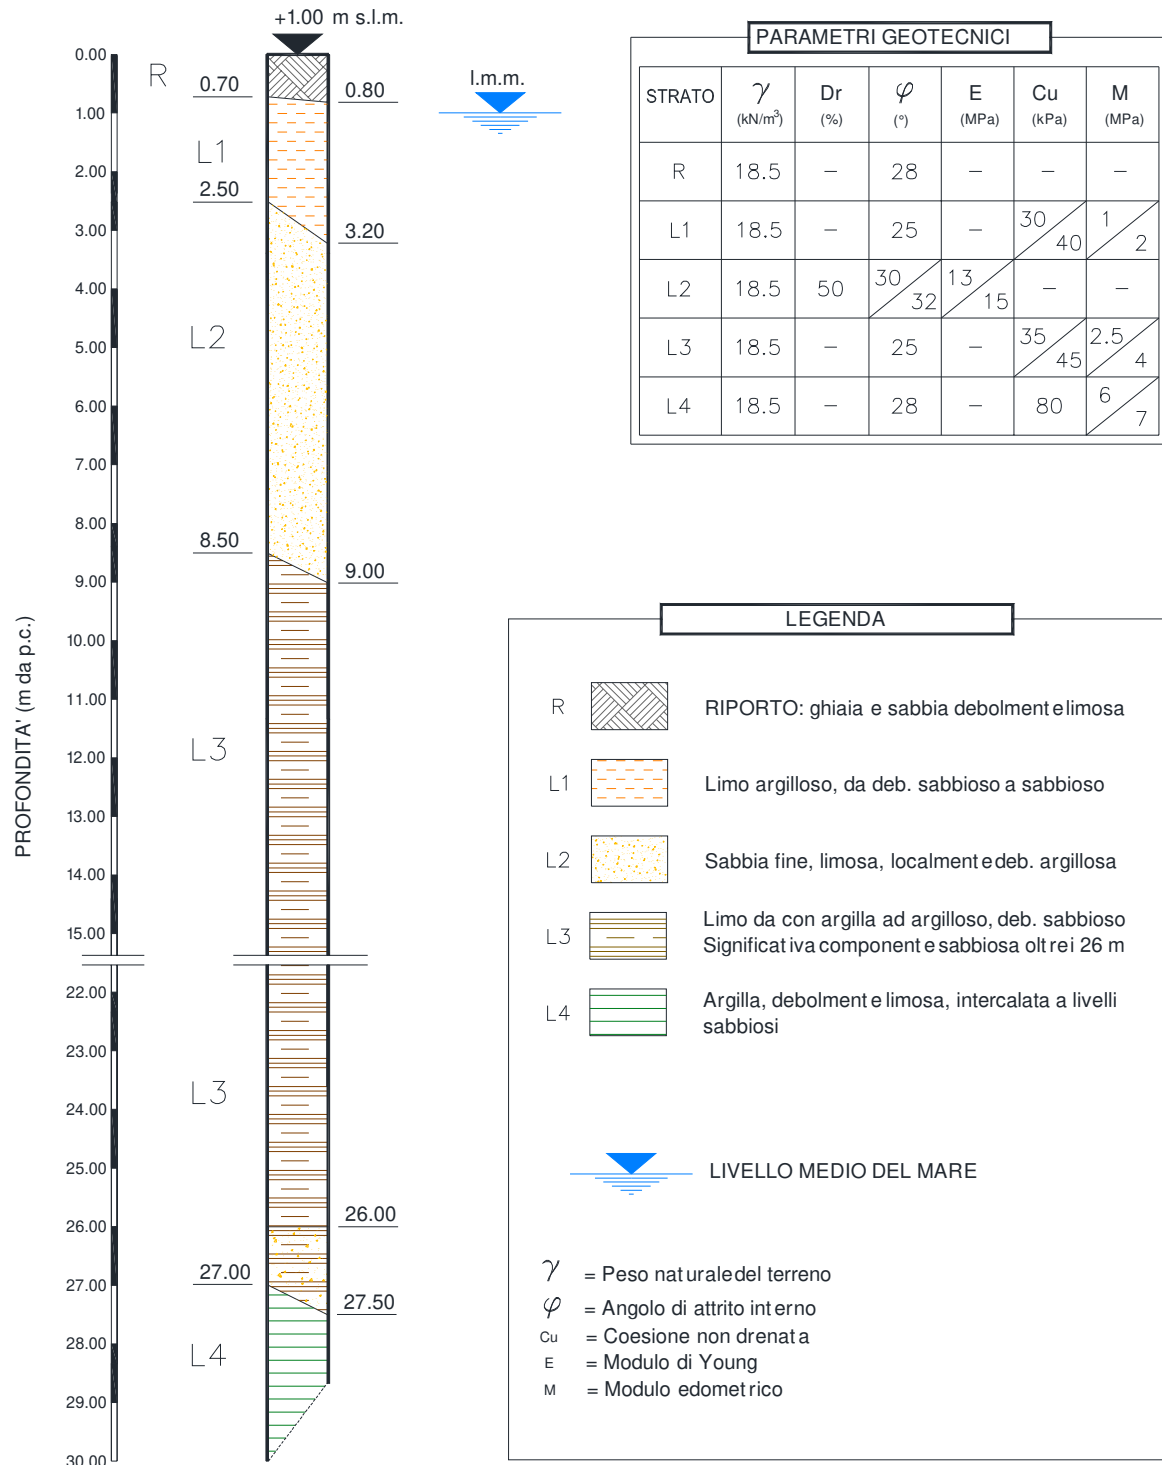 +1.00 m s.l.m.
0.00
R
0.70
0.80
1.00
L1
2.00
2.50
3.00
3.20
4.00
L2
5.00
6.00
7.00
8.00
8.50
9.00
9.00
10.00
11.00
L3
12.00
13.00
14.00
15.00
22.00
23.00
L3
24.00
25.00
26.00
26.00
27.00
27.00
27.50
28.00
L4
29.00
30.00
PROFONDITA' (m da p.c.)
l.m.m.
PARAMETRI GEOTECNICI
STRATO γ (kN/m³) Dr (%) φ (°) E (MPa) Cu (kPa) M (MPa)
R 18.5 – 28 – – –
L1 18.5 – 25 – 30/40 1/2
L2 18.5 50 30/32 13/15 – –
L3 18.5 – 25 – 35/45 2.5/4
L4 18.5 – 28 – 80 6/7
LEGENDA
R RIPORTO: ghiaia e sabbia debolmente limosa
L1 Limo argilloso, da deb. sabbioso a sabbioso
L2 Sabbia fine, limosa, localmente deb. argillosa
L3 Limo da con argilla ad argilloso, deb. sabbioso
Significativa componente sabbiosa oltre i 26 m
L4 Argilla, debolmente limosa, intercalata a livelli
sabbiosi
LIVELLO MEDIO DEL MARE
γ = Peso naturale del terreno
φ = Angolo di attrito interno
Cu = Coesione non drenata
E = Modulo di Young
M = Modulo edometrico